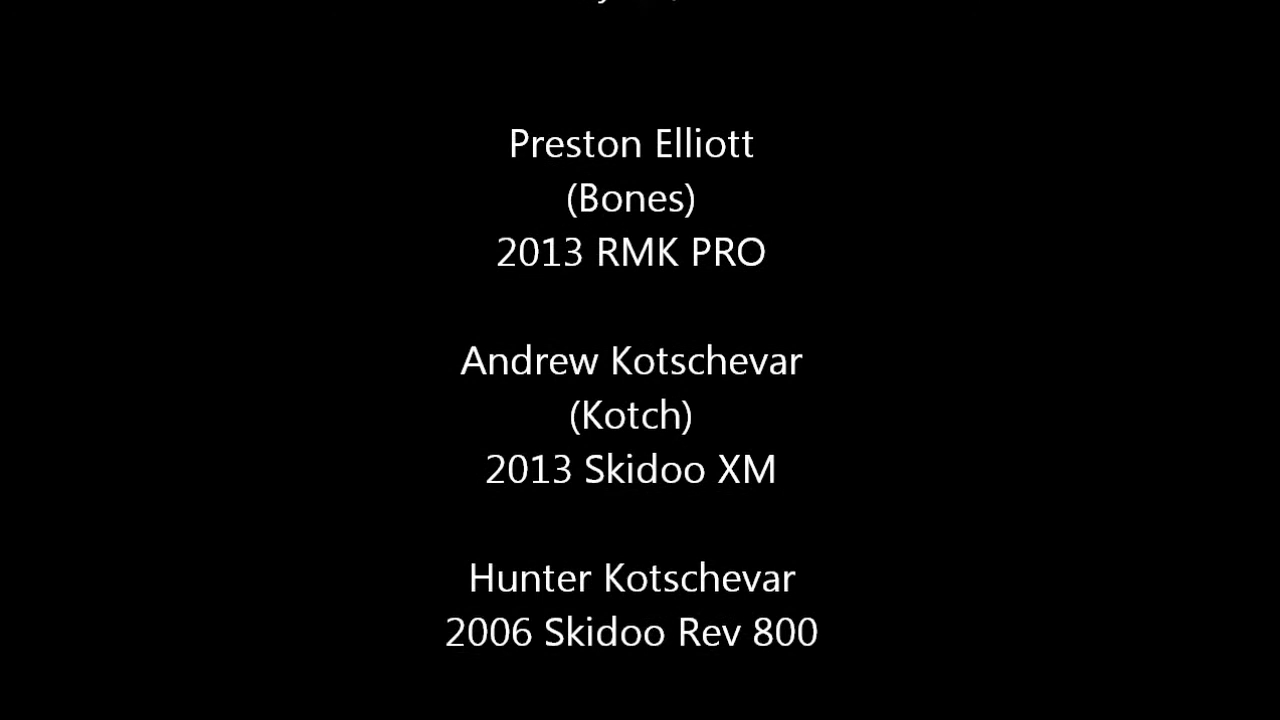 Preston Elliott
(Bones)
2013 RMK PRO
Andrew Kotschevar
(Kotch)
2013 Skidoo XM
Hunter Kotschevar
2006 Skidoo Rev 800